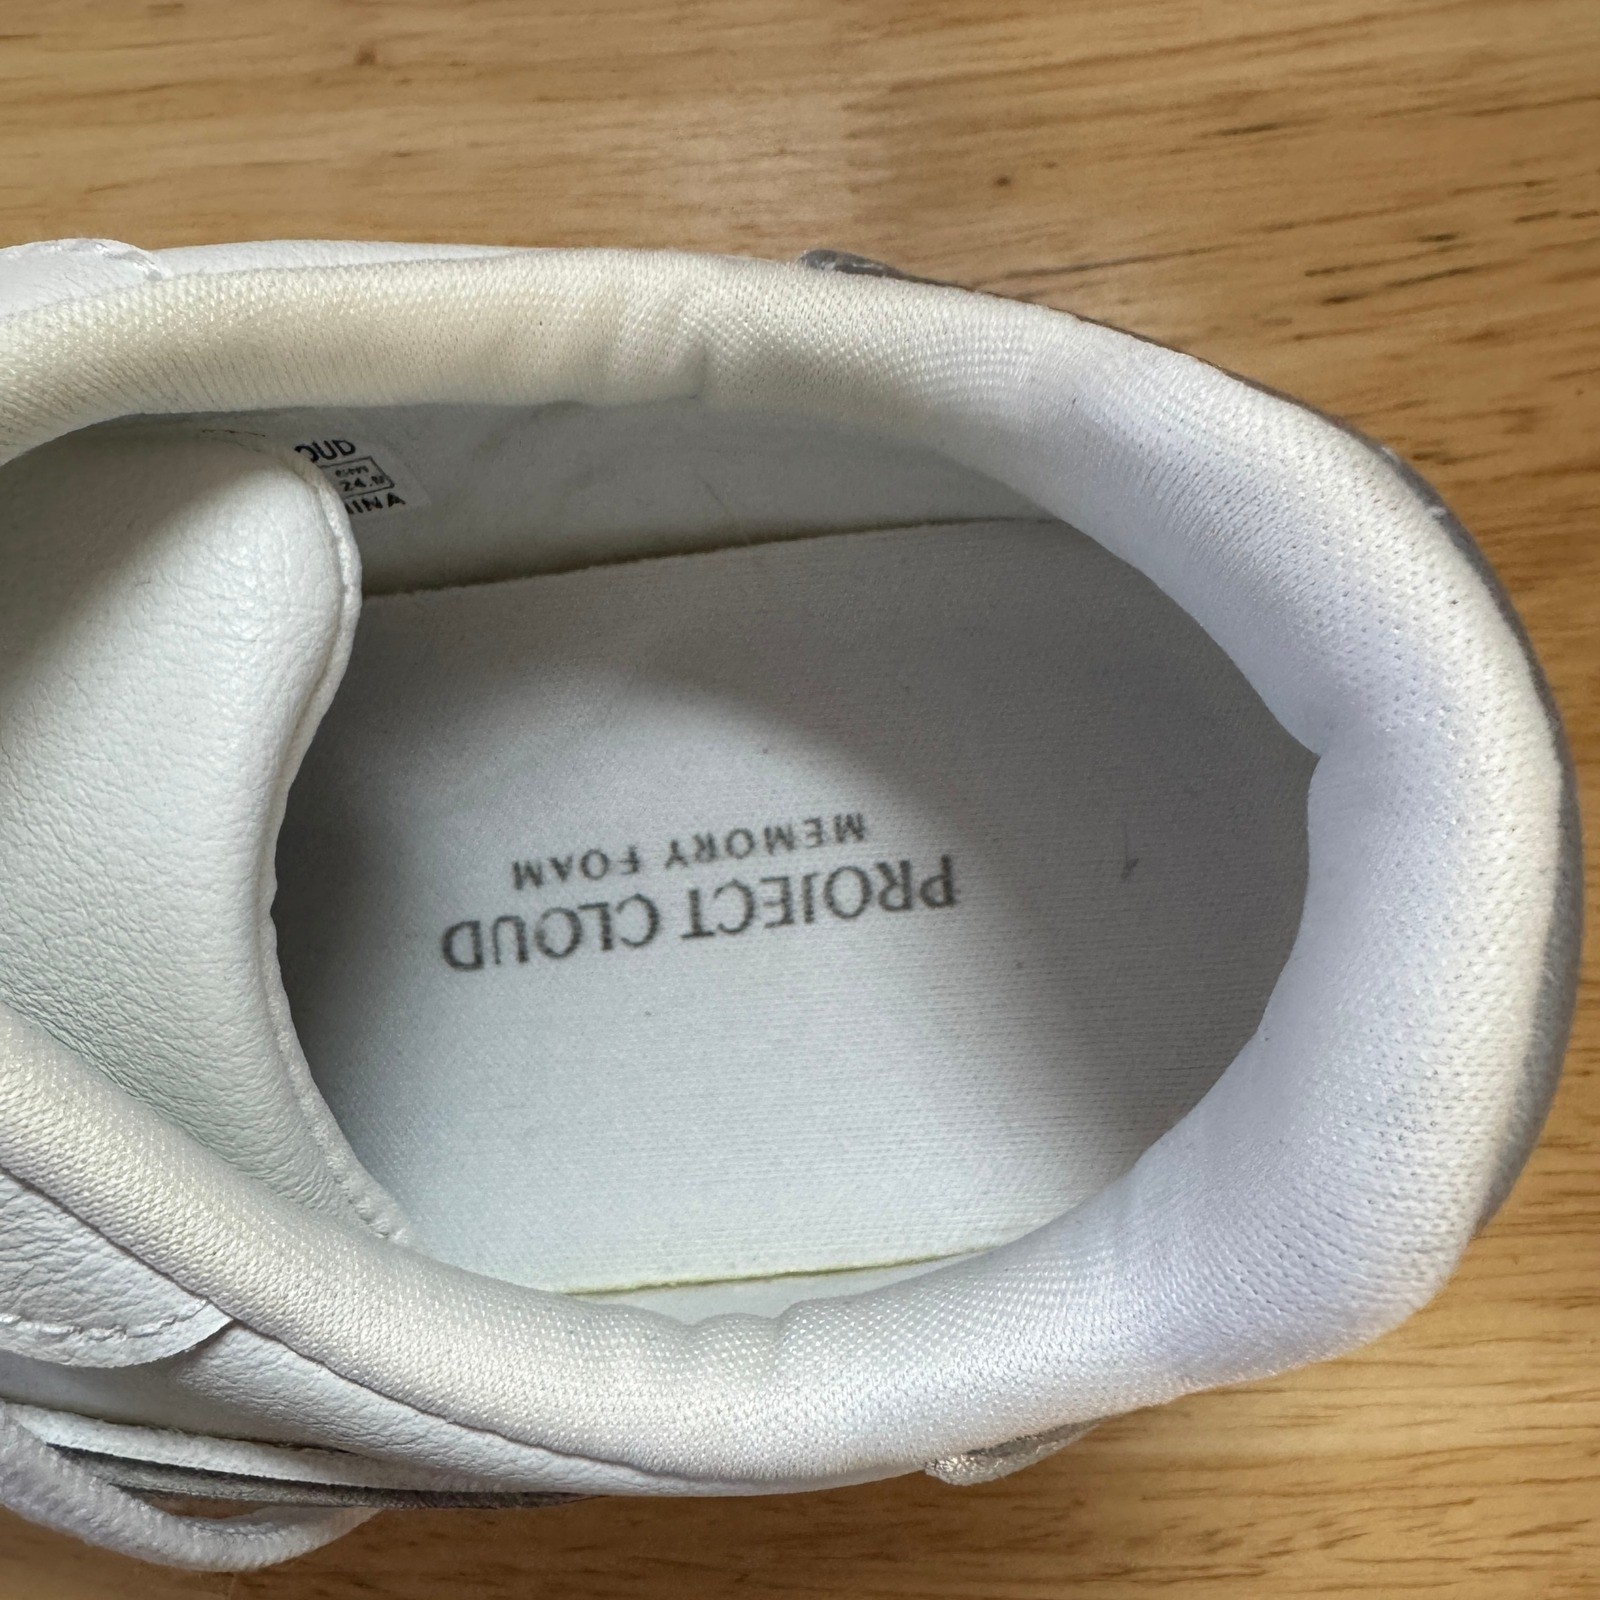 PROJECT CLOUD
MEMORY FOAM
OUD
24.5
INA